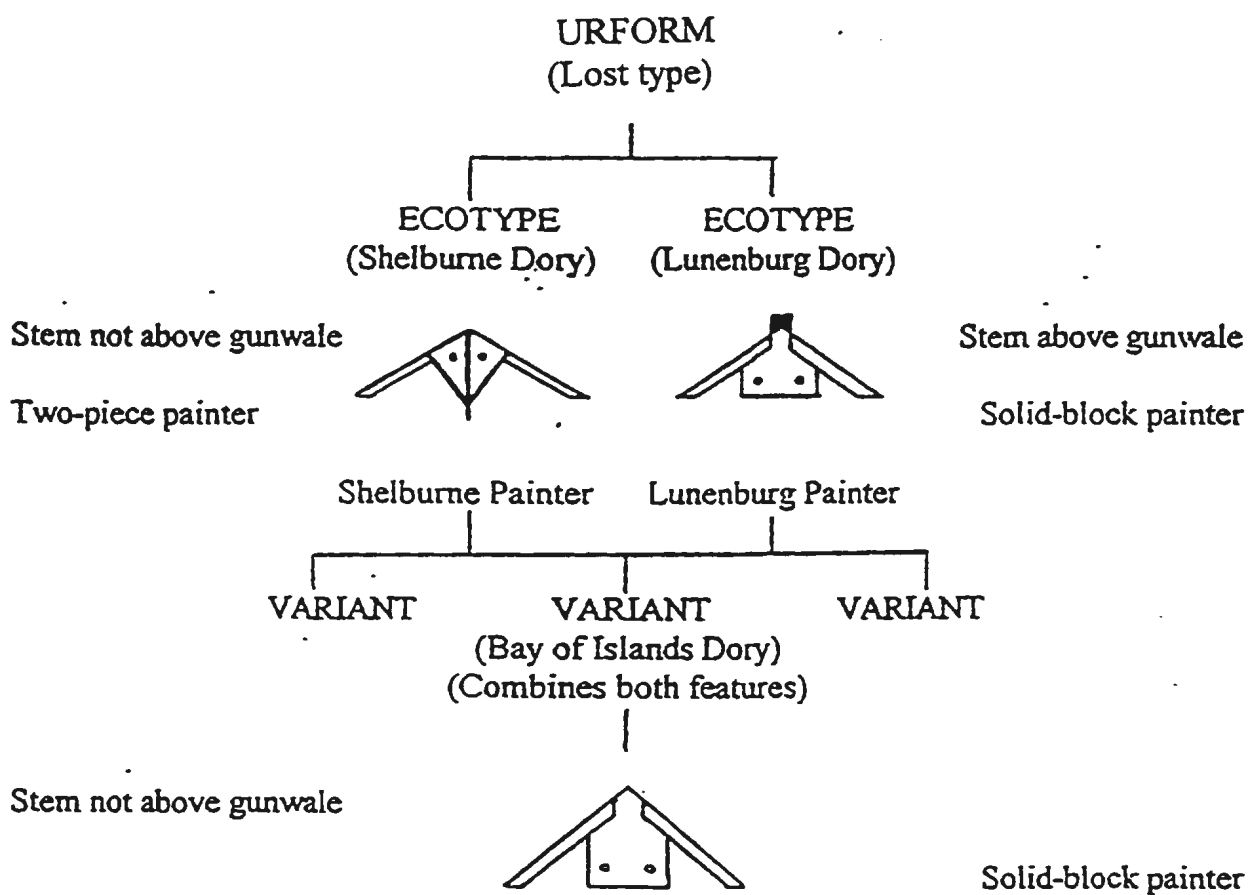 URFORM
(Lost type)
ECOTYPE ECOTYPE
(Shelburne Dory) (Lunenburg Dory)
Stem not above gunwale Stem above gunwale
Two-piece painter Solid-block painter
Shelburne Painter Lunenburg Painter
VARIANT VARIANT VARIANT
(Bay of Islands Dory)
(Combines both features)
Stem not above gunwale
Solid-block painter